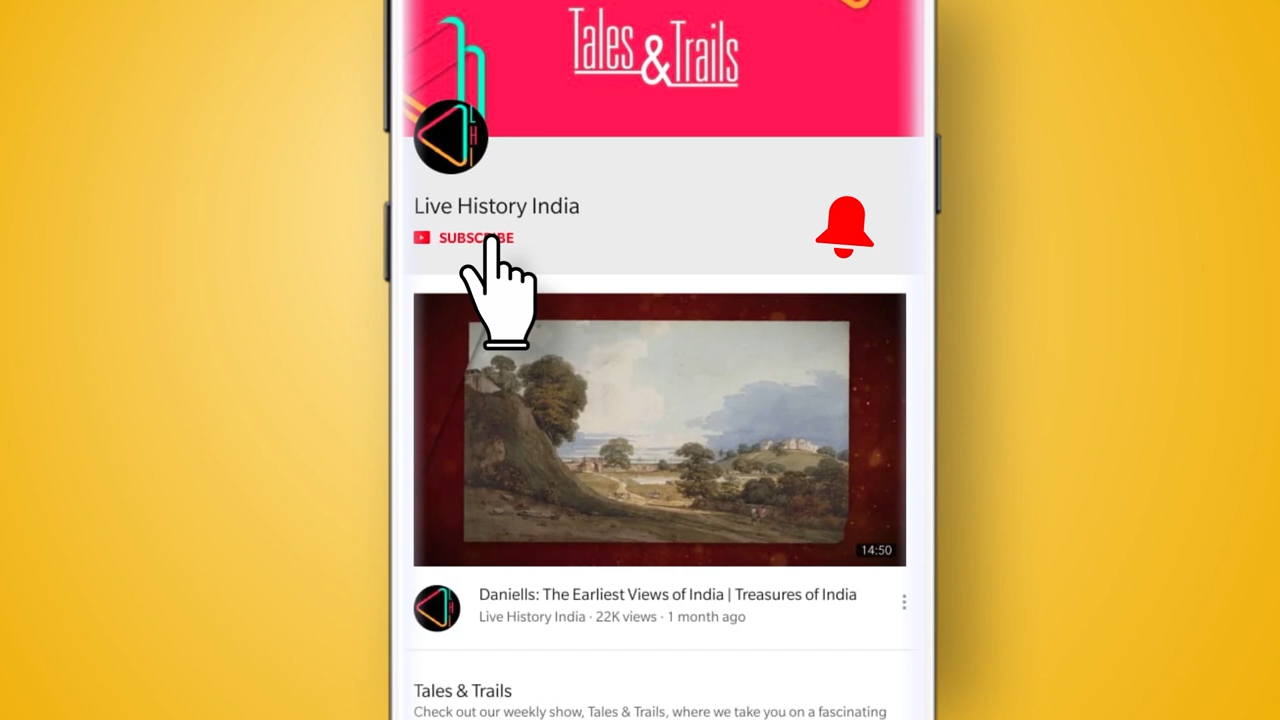 Tales & Trails
LHI
Live History India
SUBSCRIBE
14:50
Daniells: The Earliest Views of India | Treasures of India
LHI
Live History India · 22K views · 1 month ago
Tales & Trails
Check out our weekly show, Tales & Trails, where we take you on a fascinating